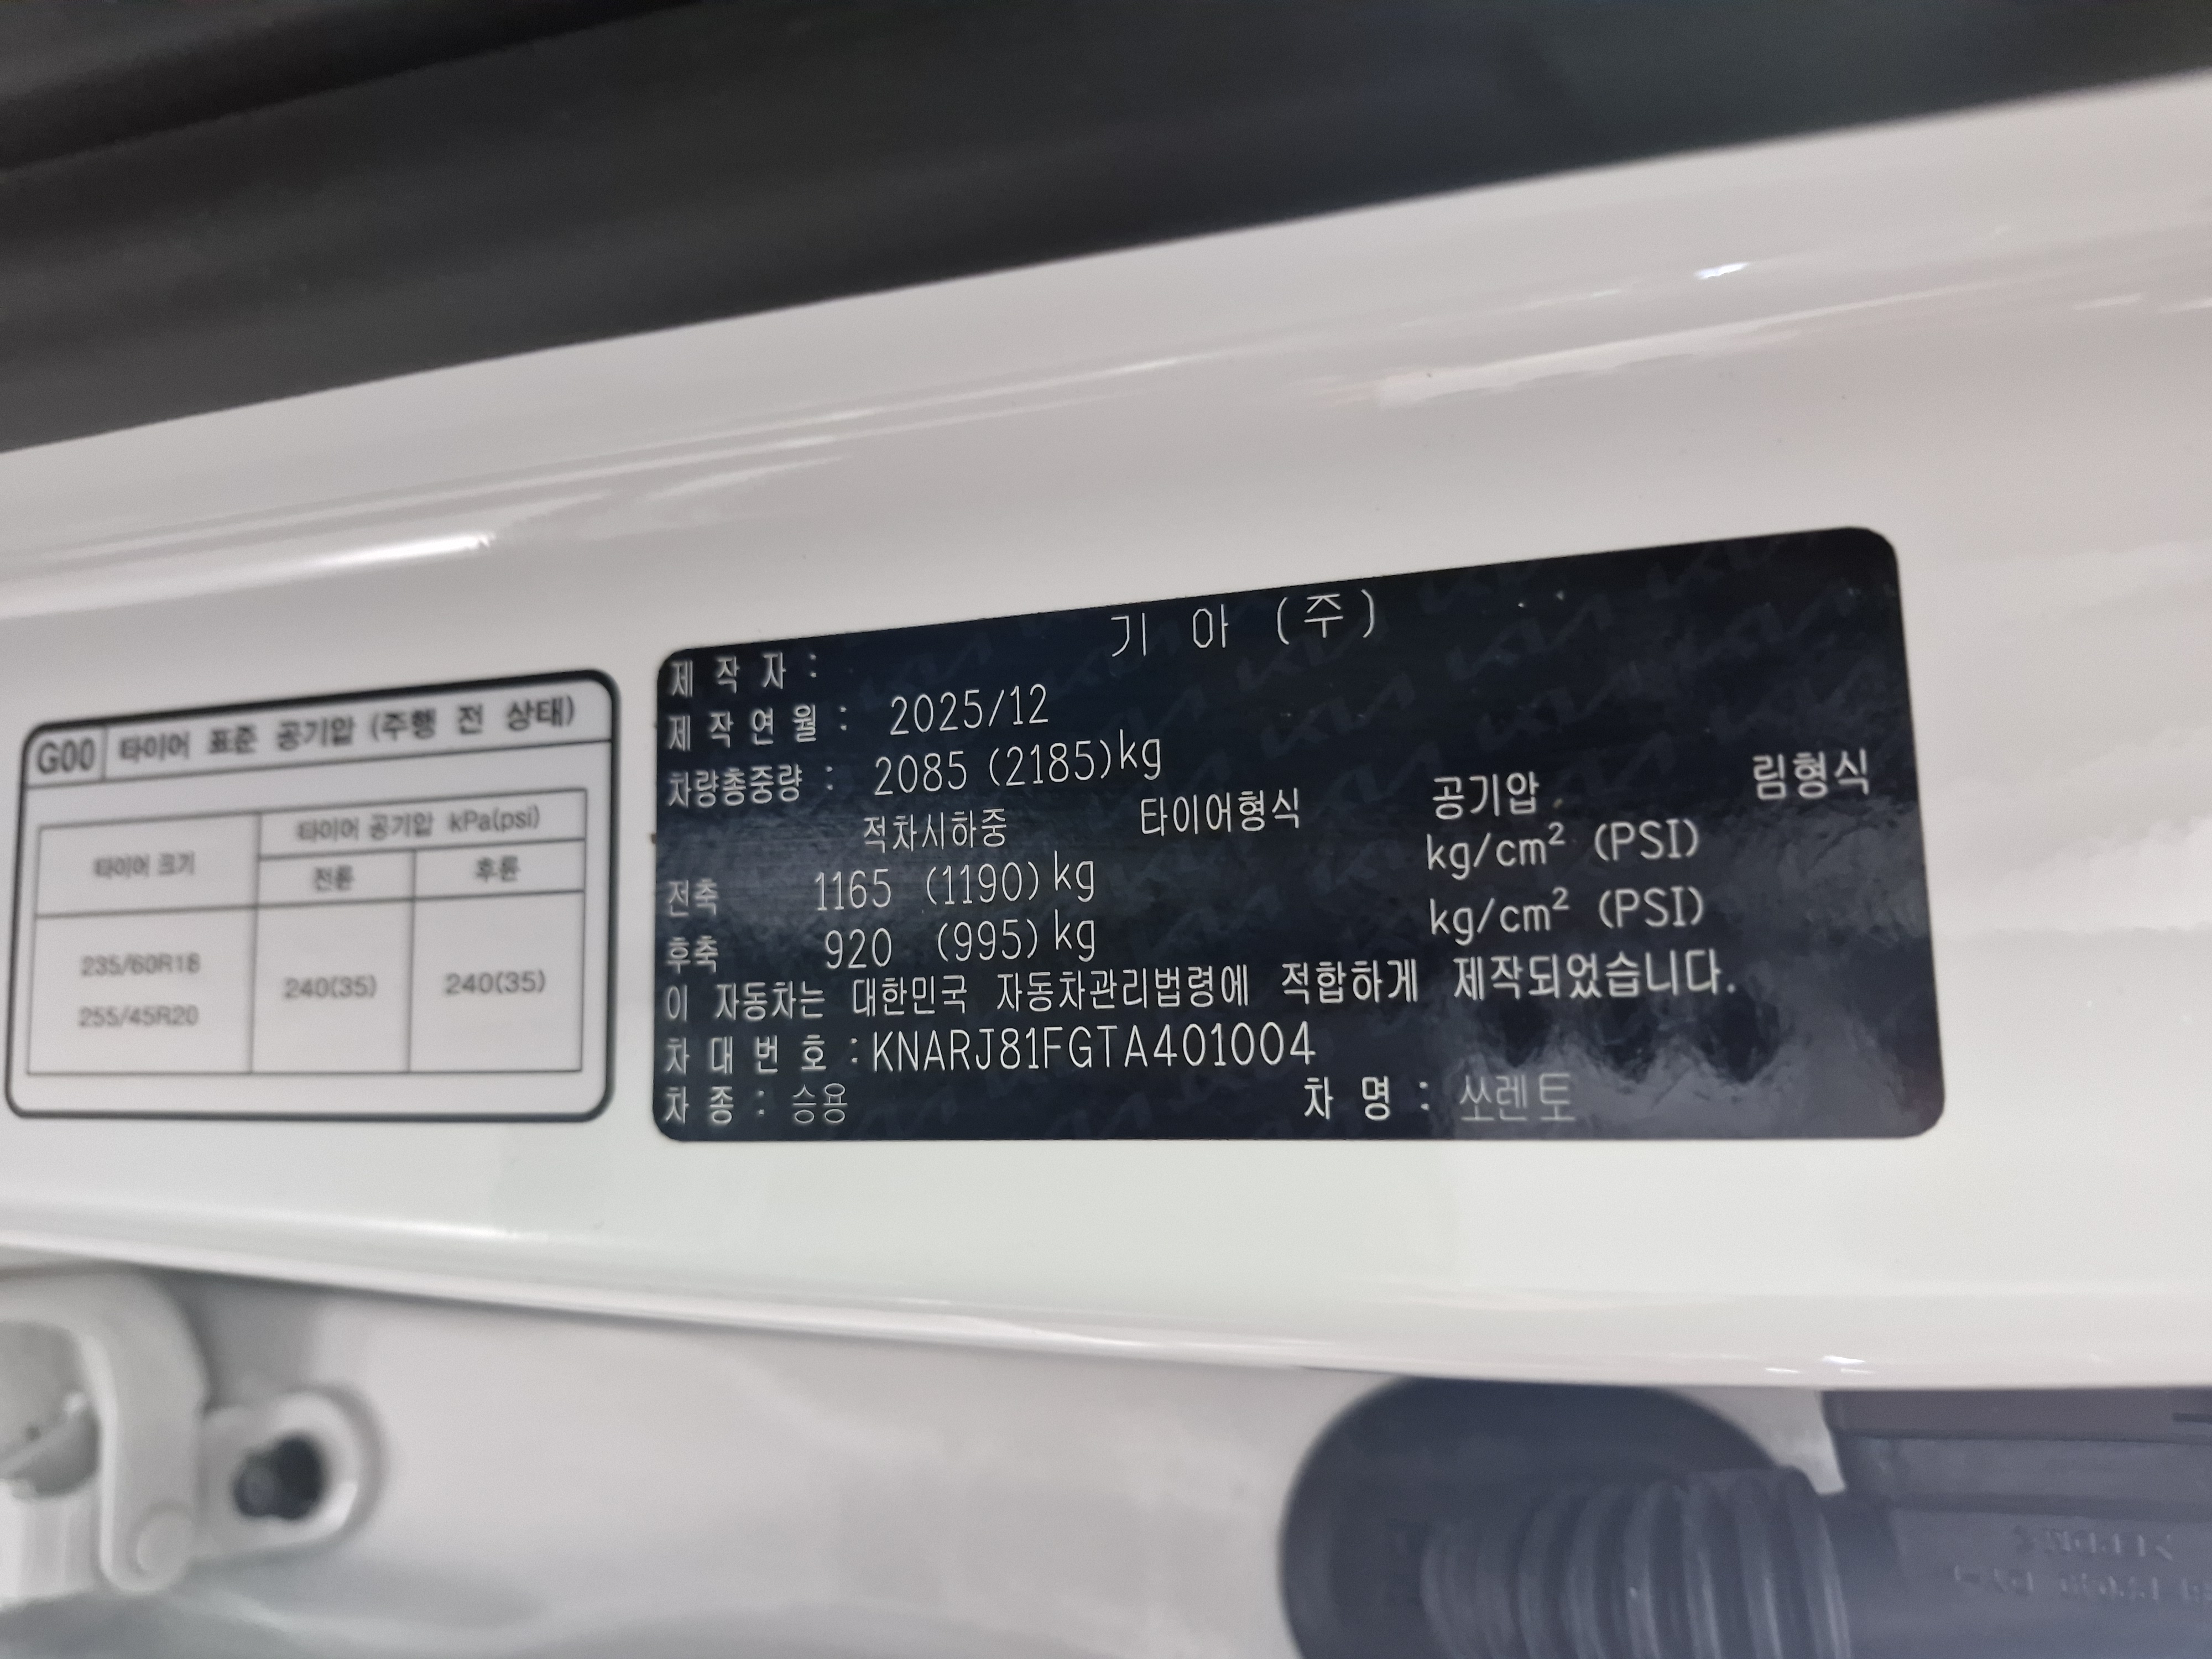 G00 타이어 표준 공기압 (주행 전 상태)
타이어 크기
타이어 공기압 kPa(psi)
전륜
후륜
235/60R18
255/45R20
240(35)
240(35)
제 작 자 : 기 아 (주)
제 작 연 월 : 2025/12
차량총중량 : 2085 (2185)kg
적차시하중 타이어형식 공기압 림형식
전축 1165 (1190) kg kg/cm² (PSI)
후축 920 (995) kg kg/cm² (PSI)
이 자동차는 대한민국 자동차관리법령에 적합하게 제작되었습니다.
차 대 번 호 : KNARJ81FGTA401004
차 종 : 승용 차 명 : 쏘렌토